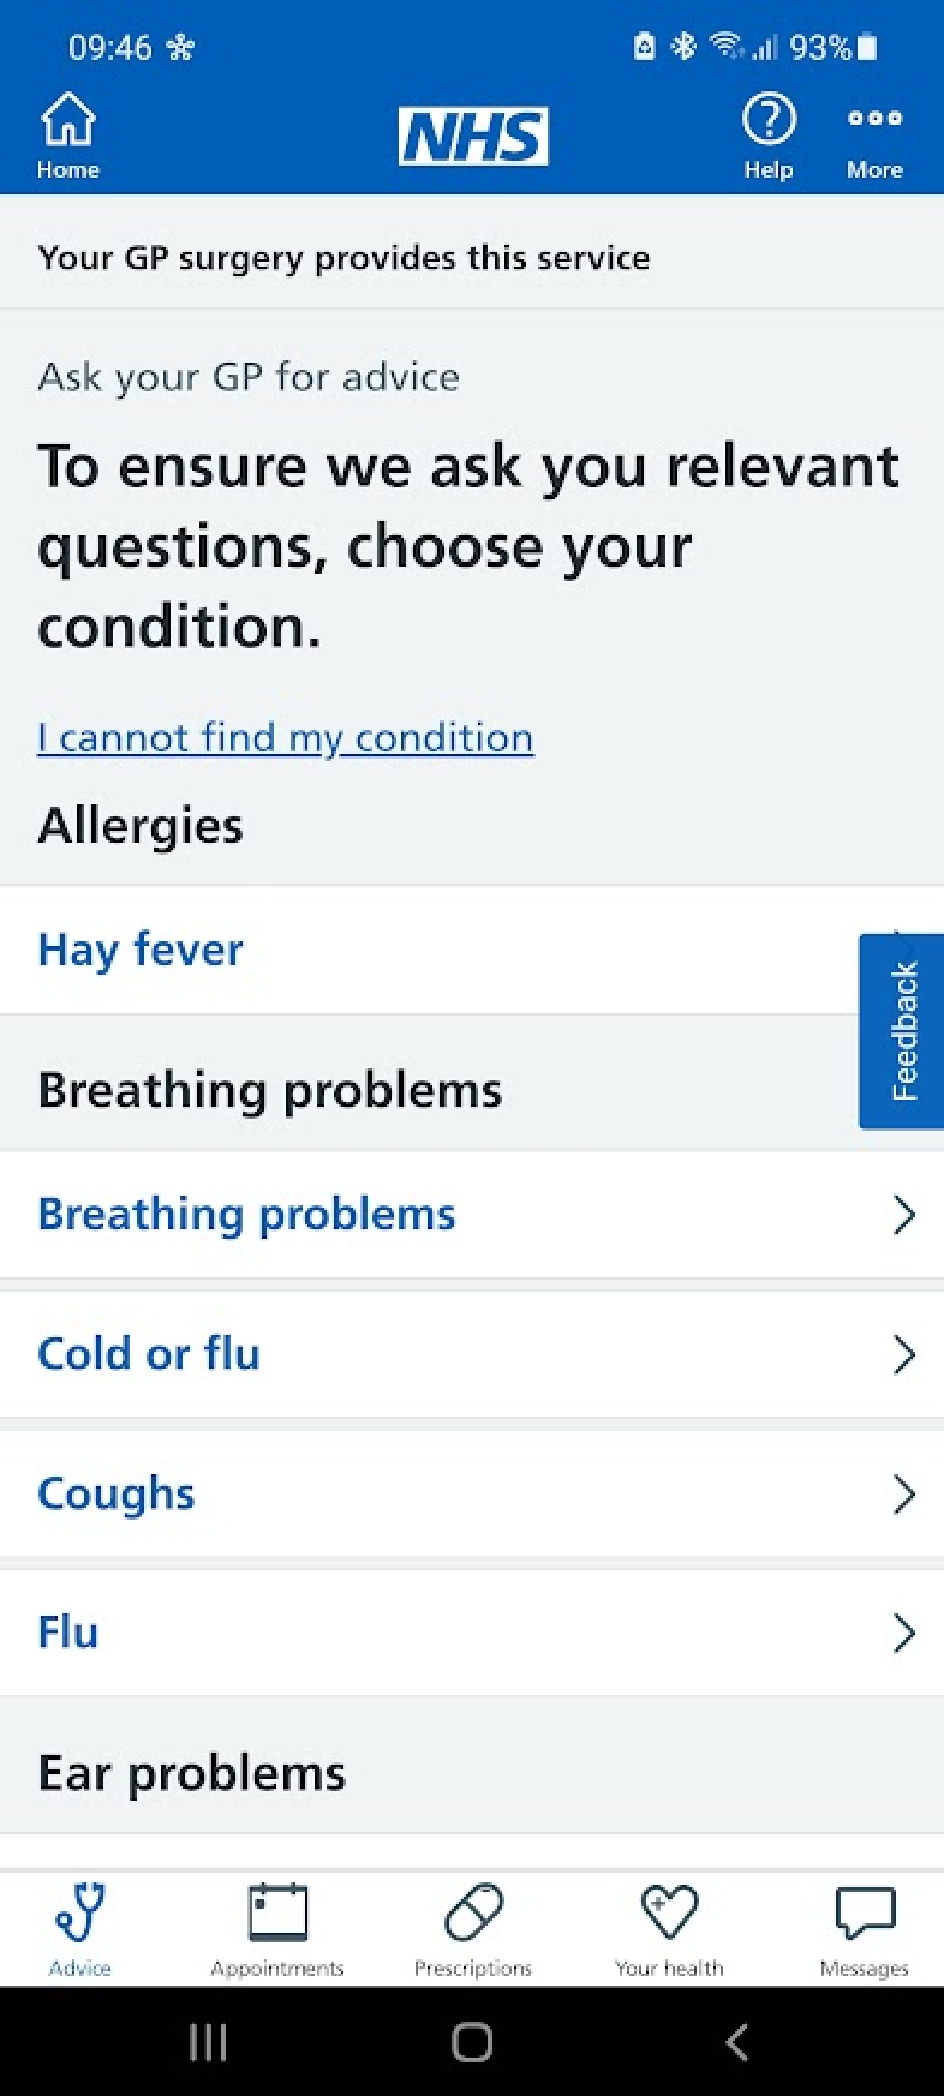 09:46
93%
Home
NHS
Help
More
Your GP surgery provides this service
Ask your GP for advice
To ensure we ask you relevant
questions, choose your
condition.
I cannot find my condition
Allergies
Hay fever
Feedback
Breathing problems
Breathing problems
Cold or flu
Coughs
Flu
Ear problems
Advice
Appointments
Prescriptions
Your health
Messages